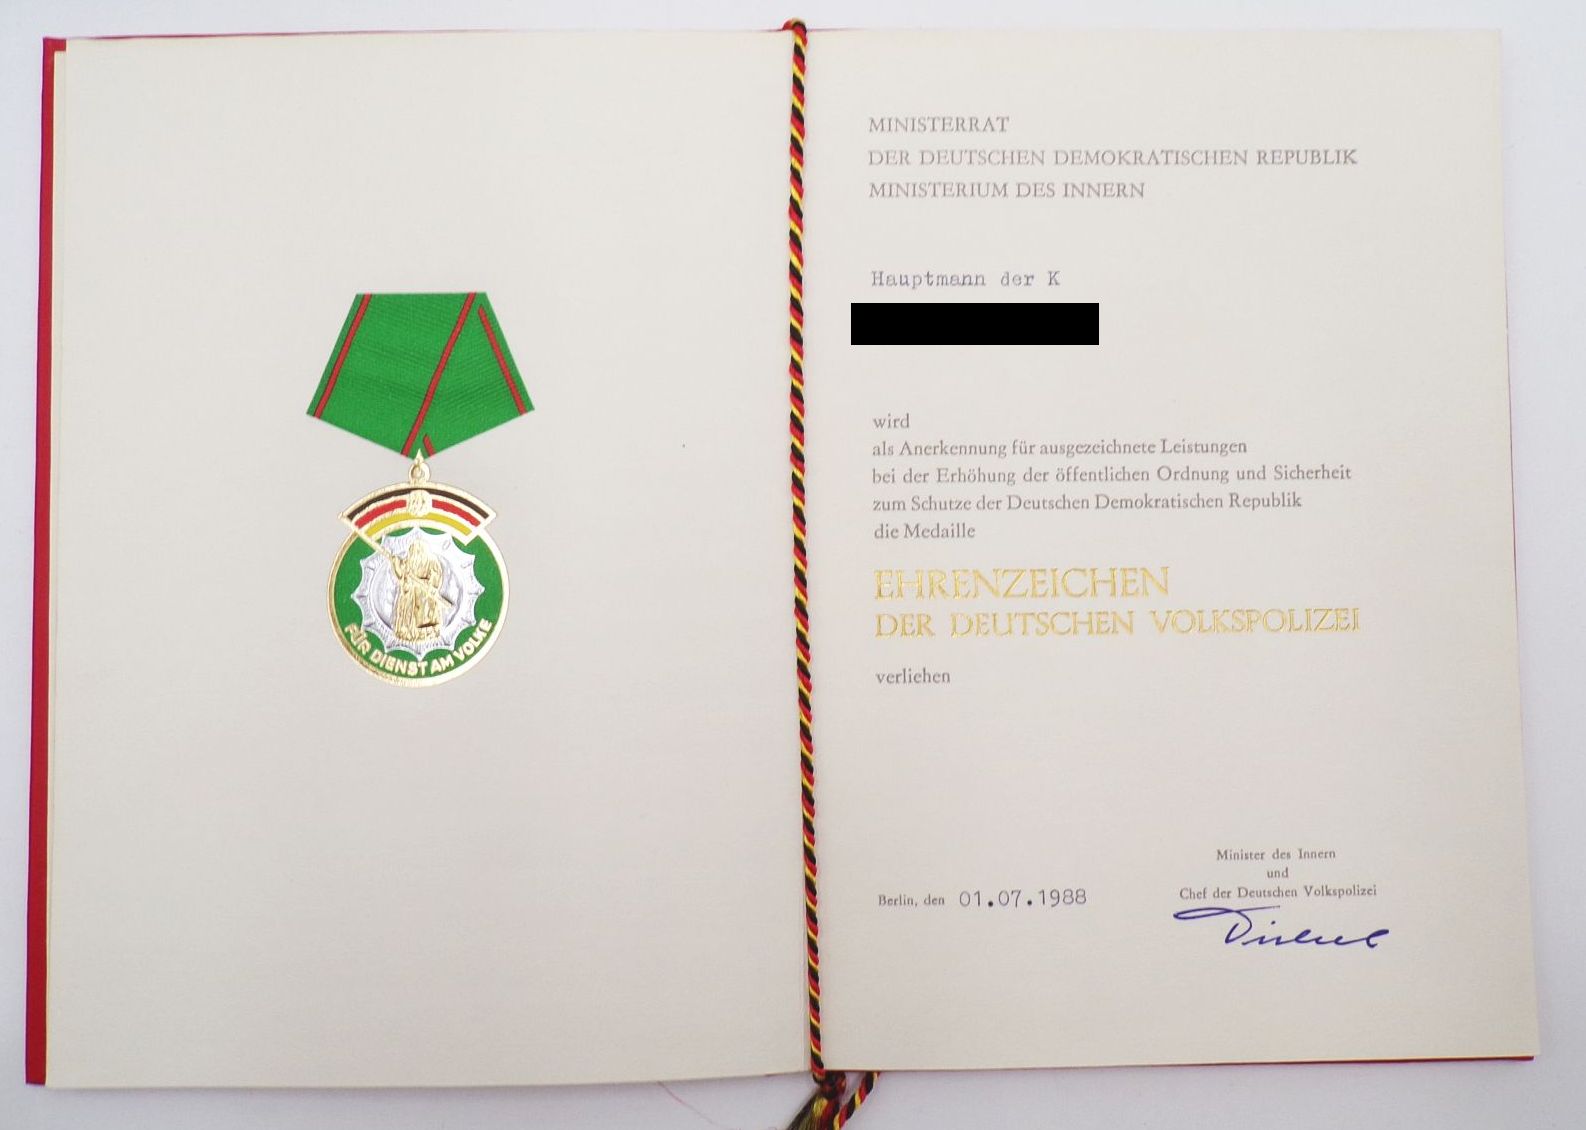 FÜR DIENST AM VOLKE
MINISTERRAT
DER DEUTSCHEN DEMOKRATISCHEN REPUBLIK
MINISTERIUM DES INNERN
Hauptmann der K
wird
als Anerkennung für ausgezeichnete Leistungen
bei der Erhöhung der öffentlichen Ordnung und Sicherheit
zum Schutze der Deutschen Demokratischen Republik
die Medaille
EHRENZEICHEN
DER DEUTSCHEN VOLKSPOLIZEI
verliehen
Minister des Innern
und
Chef der Deutschen Volkspolizei
Berlin, den 01.07.1988
Dickel